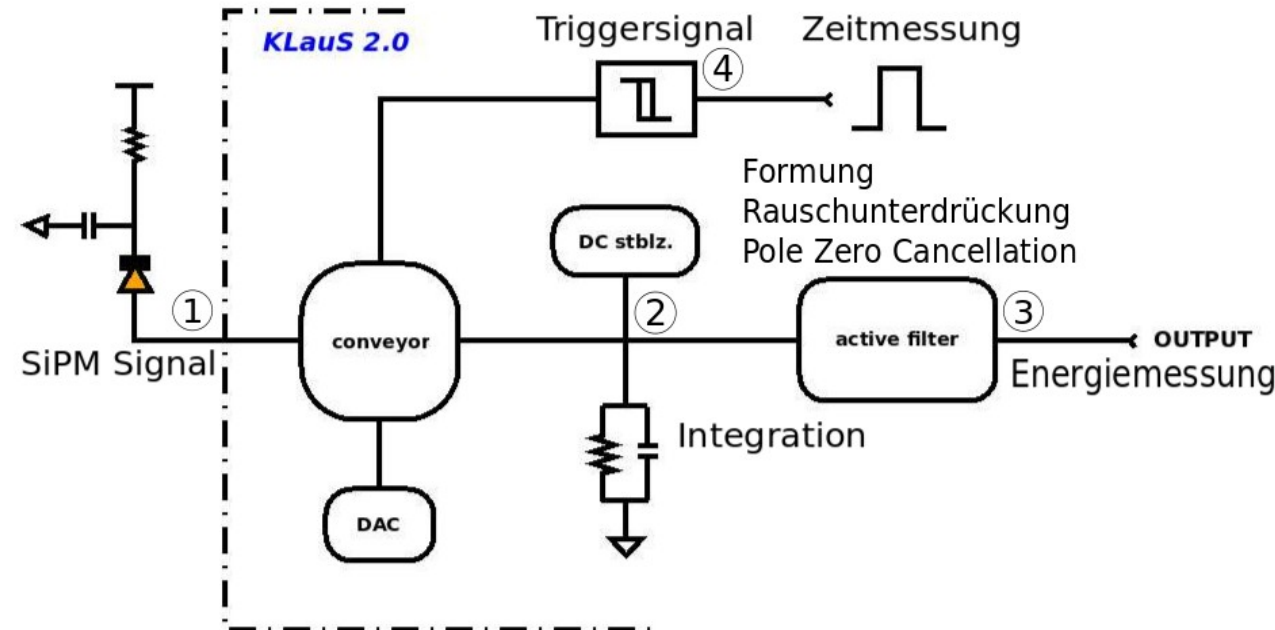 KLauS 2.0
Triggersignal
Zeitmessung
④
Formung
Rauschunterdrückung
Pole Zero Cancellation
DC stblz.
①
②
③
conveyor
active filter
OUTPUT
SiPM Signal
Energiemessung
Integration
DAC